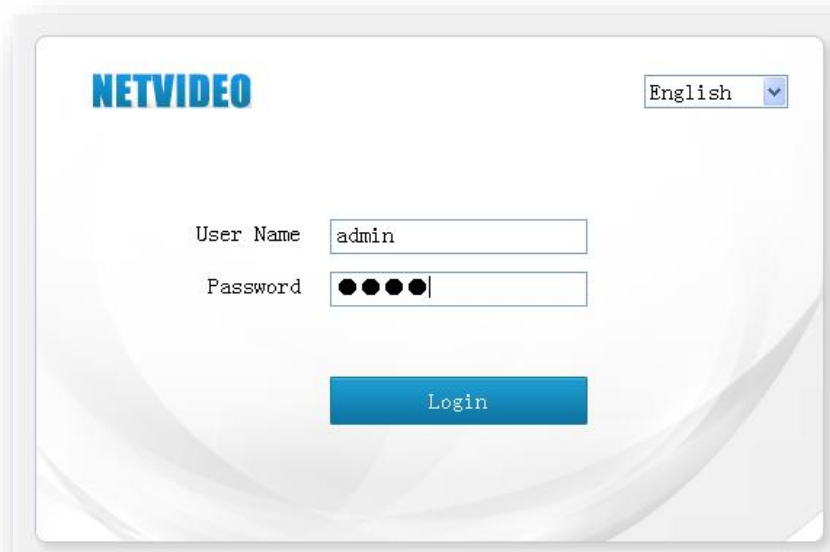 NETVIDEO
English
User Name admin
Password ●●●●
Login